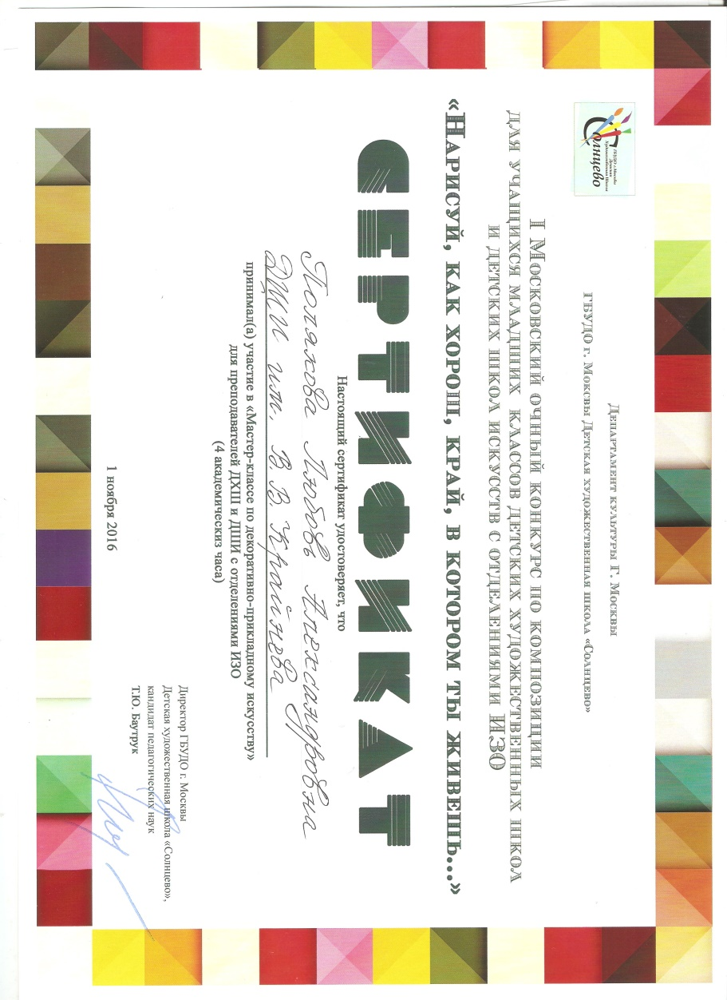 ГБУДО г. Москвы
Детская
Художественная Школа
Солнцево
Департамент культуры Г. Москвы
ГБУДО г. Моксвы Детская художественная школа «Солнцево»
I Московский очный конкурс по композиции
для учащихся младших классов детских художественных школ
и детских школ искусств с отделениями ИЗО
«Нарисуй, как хорош, край, в котором ты живешь...»
СЕРТИФИКАТ
Настоящий сертификат удостоверяет, что
Полякова Любовь Александровна
ДШИ им. В. В. Крайнева
принимал(а) участие в «Мастер-классе по декоративно-прикладному искусству»
для преподавателей ДХШ и ДШИ с отделениями ИЗО
(4 академическиз часа)
Директор ГБУДО г. Москвы
Детская художественная школа «Солнцево»,
кандидат педагогических наук
Т.Ю. Баутрук
1 ноября 2016